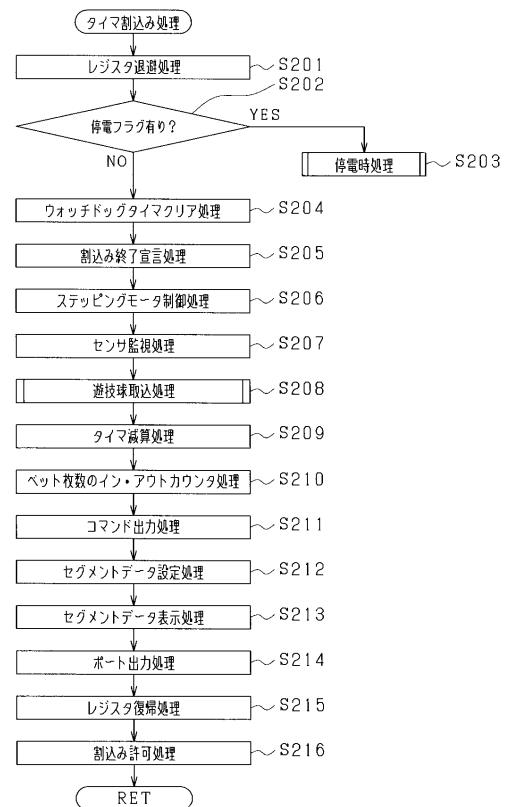 タイマ割込み処理
レジスタ退避処理
S201
S202
停電フラグ有り?
YES
NO
停電時処理
S203
ウォッチドッグタイマクリア処理
S204
割込み終了宣言処理
S205
ステッピングモータ制御処理
S206
センサ監視処理
S207
遊技球取込処理
S208
タイマ減算処理
S209
ベット枚数のイン・アウトカウンタ処理
S210
コマンド出力処理
S211
セグメントデータ設定処理
S212
セグメントデータ表示処理
S213
ポート出力処理
S214
レジスタ復帰処理
S215
割込み許可処理
S216
RET